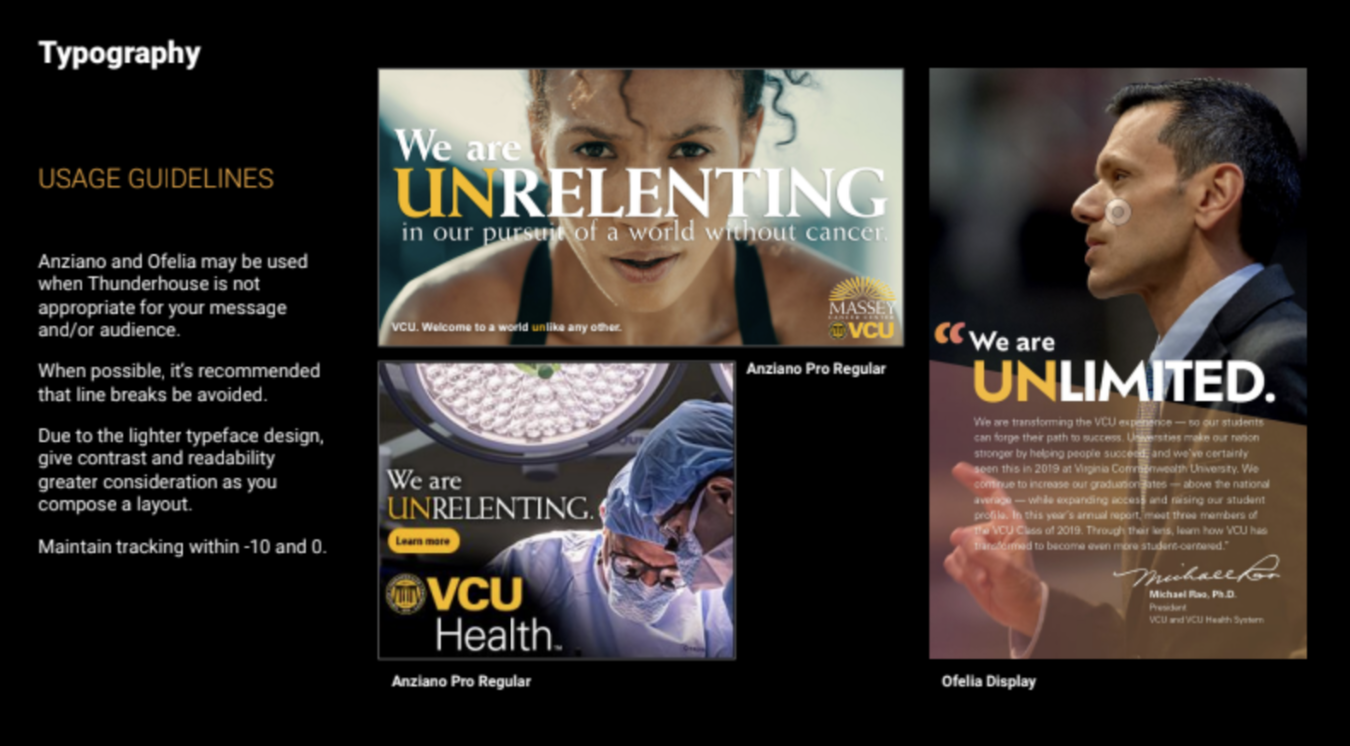 Typography
USAGE GUIDELINES
Anziano and Ofelia may be used
when Thunderhouse is not
appropriate for your message
and/or audience.
When possible, it's recommended
that line breaks be avoided.
Due to the lighter typeface design,
give contrast and readability
greater consideration as you
compose a layout.
Maintain tracking within -10 and 0.
We are
UNRELENTING
in our pursuit of a world without cancer.
VCU. Welcome to a world unlike any other.
MASSEY
CANCER CENTER
VCU
Anziano Pro Regular
We are
UNRELENTING.
Learn more
VCU
Health™
Anziano Pro Regular
“We are
UNLIMITED.
We are transforming the VCU experience — so our students
can forge their path to success. Universities make our nation
stronger by helping people succeed, and we've certainly
seen this in 2019 at Virginia Commonwealth University. We
continue to increase our graduation rates — above the national
average — while expanding access and raising our student
profile. In this year's annual report, meet three members of
the VCU Class of 2019. Through their lens, learn how VCU has
transformed to become even more student-centered."
Michael Rao
Michael Rao, Ph.D.
President
VCU and VCU Health System
Ofelia Display